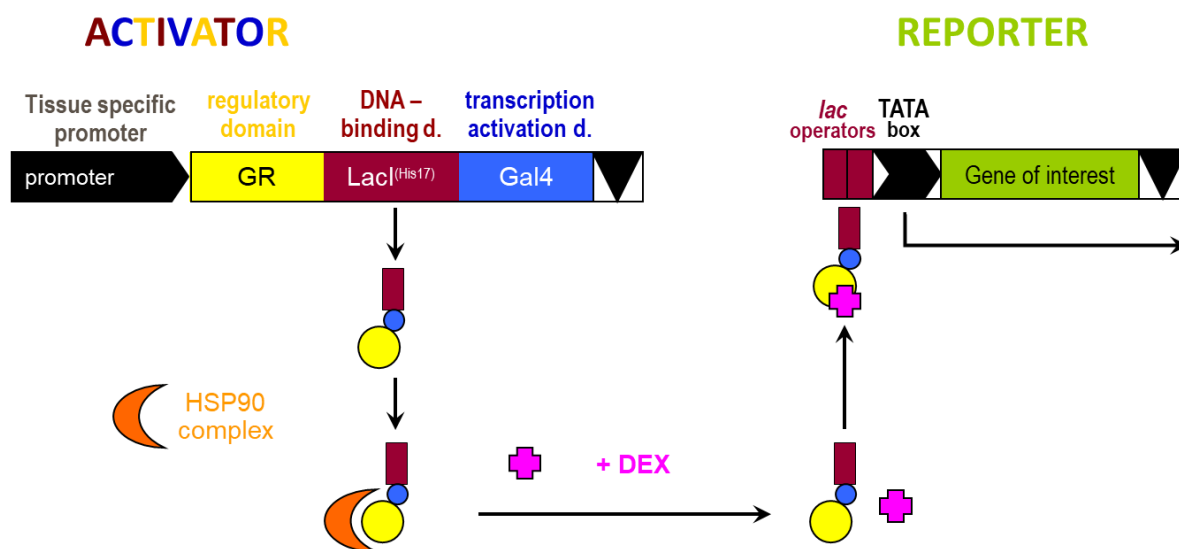 ACTIVATOR
REPORTER
Tissue specific
promoter
regulatory
domain
DNA –
binding d.
transcription
activation d.
lac
operators
TATA
box
promoter
GR
LacI(His17)
Gal4
Gene of interest
HSP90
complex
+ DEX